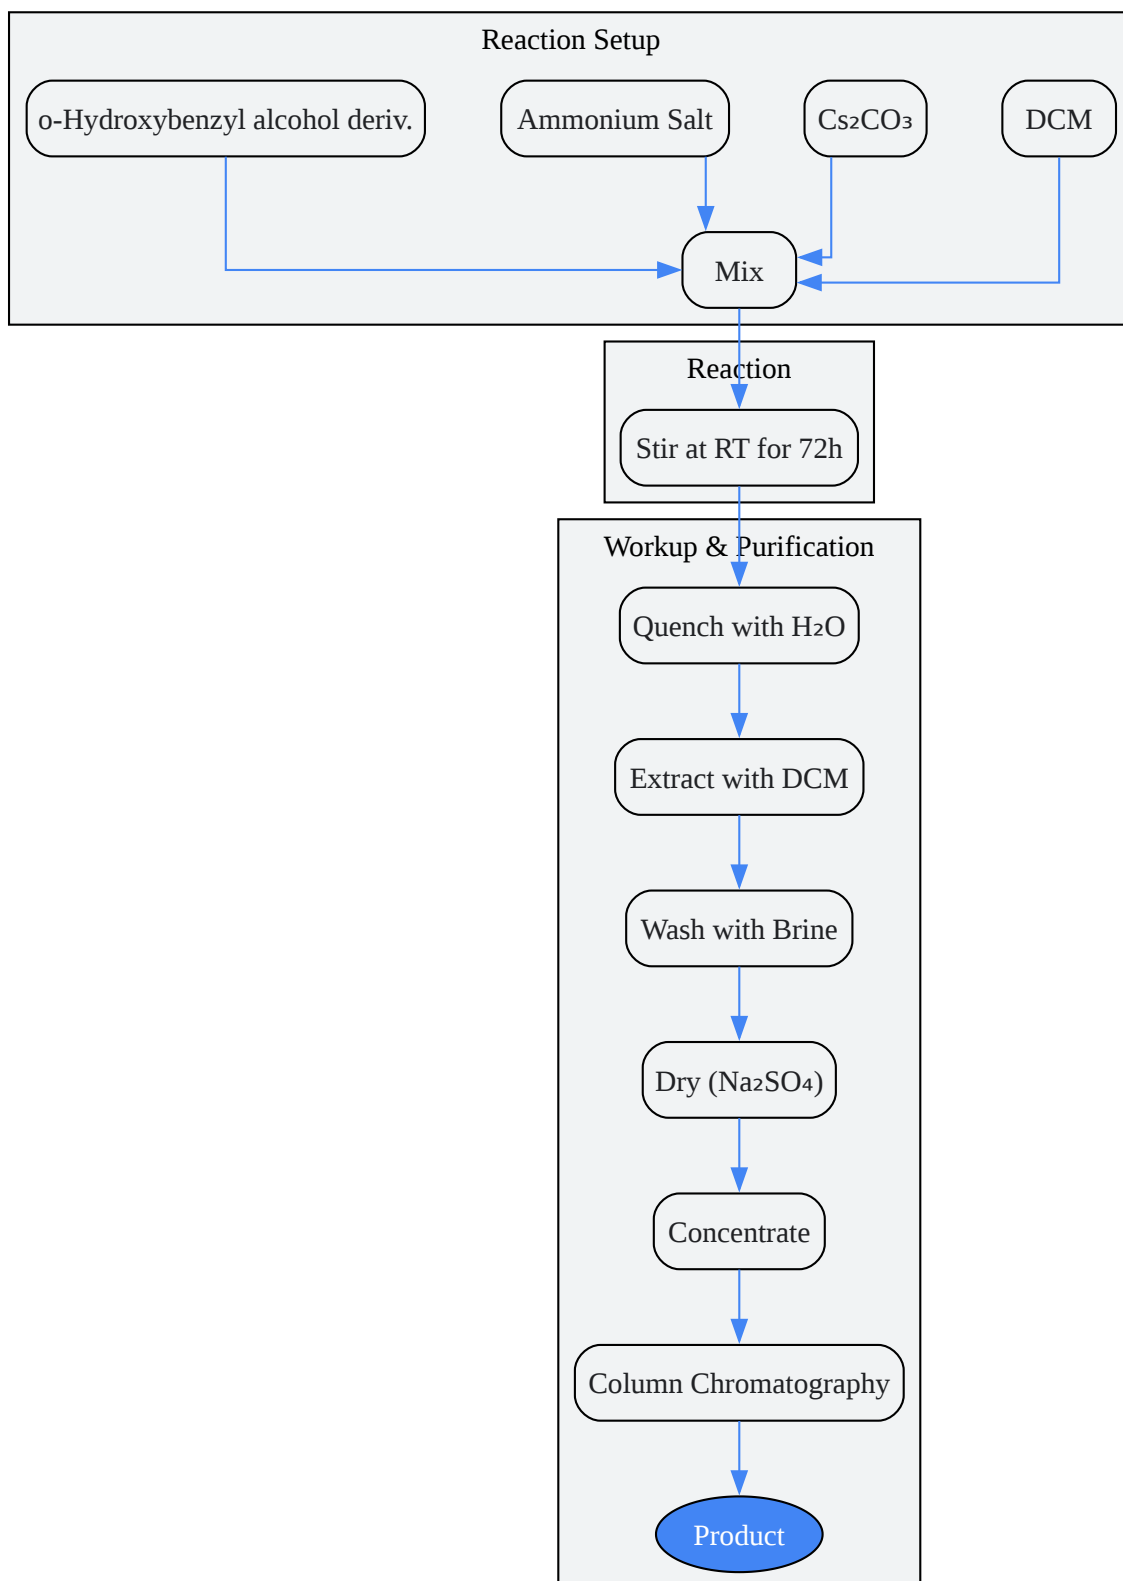 Reaction Setup
o-Hydroxybenzyl alcohol deriv.
Ammonium Salt
Cs₂CO₃
DCM
Mix
Reaction
Stir at RT for 72h
Workup & Purification
Quench with H₂O
Extract with DCM
Wash with Brine
Dry (Na₂SO₄)
Concentrate
Column Chromatography
Product